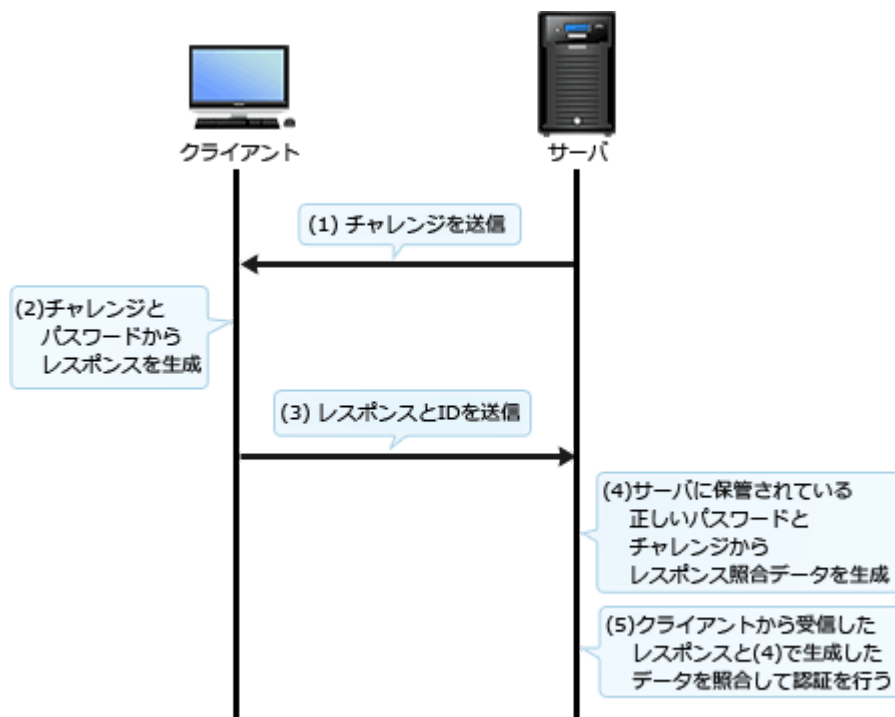 クライアント
サーバ
(1) チャレンジを送信
(2)チャレンジと
パスワードから
レスポンスを生成
(3) レスポンスとIDを送信
(4)サーバに保管されている
正しいパスワードと
チャレンジから
レスポンス照合データを生成
(5)クライアントから受信した
レスポンスと(4)で生成した
データを照合して認証を行う